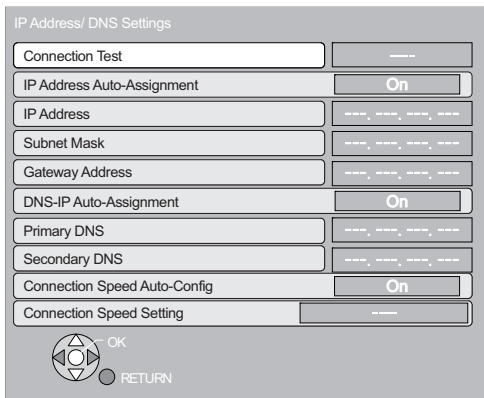 IP Address/ DNS Settings
Connection Test ----
IP Address Auto-Assignment On
IP Address ---. ---. ---. ---
Subnet Mask ---. ---. ---. ---
Gateway Address ---. ---. ---. ---
DNS-IP Auto-Assignment On
Primary DNS ---. ---. ---. ---
Secondary DNS ---. ---. ---. ---
Connection Speed Auto-Config On
Connection Speed Setting ----
OK
RETURN